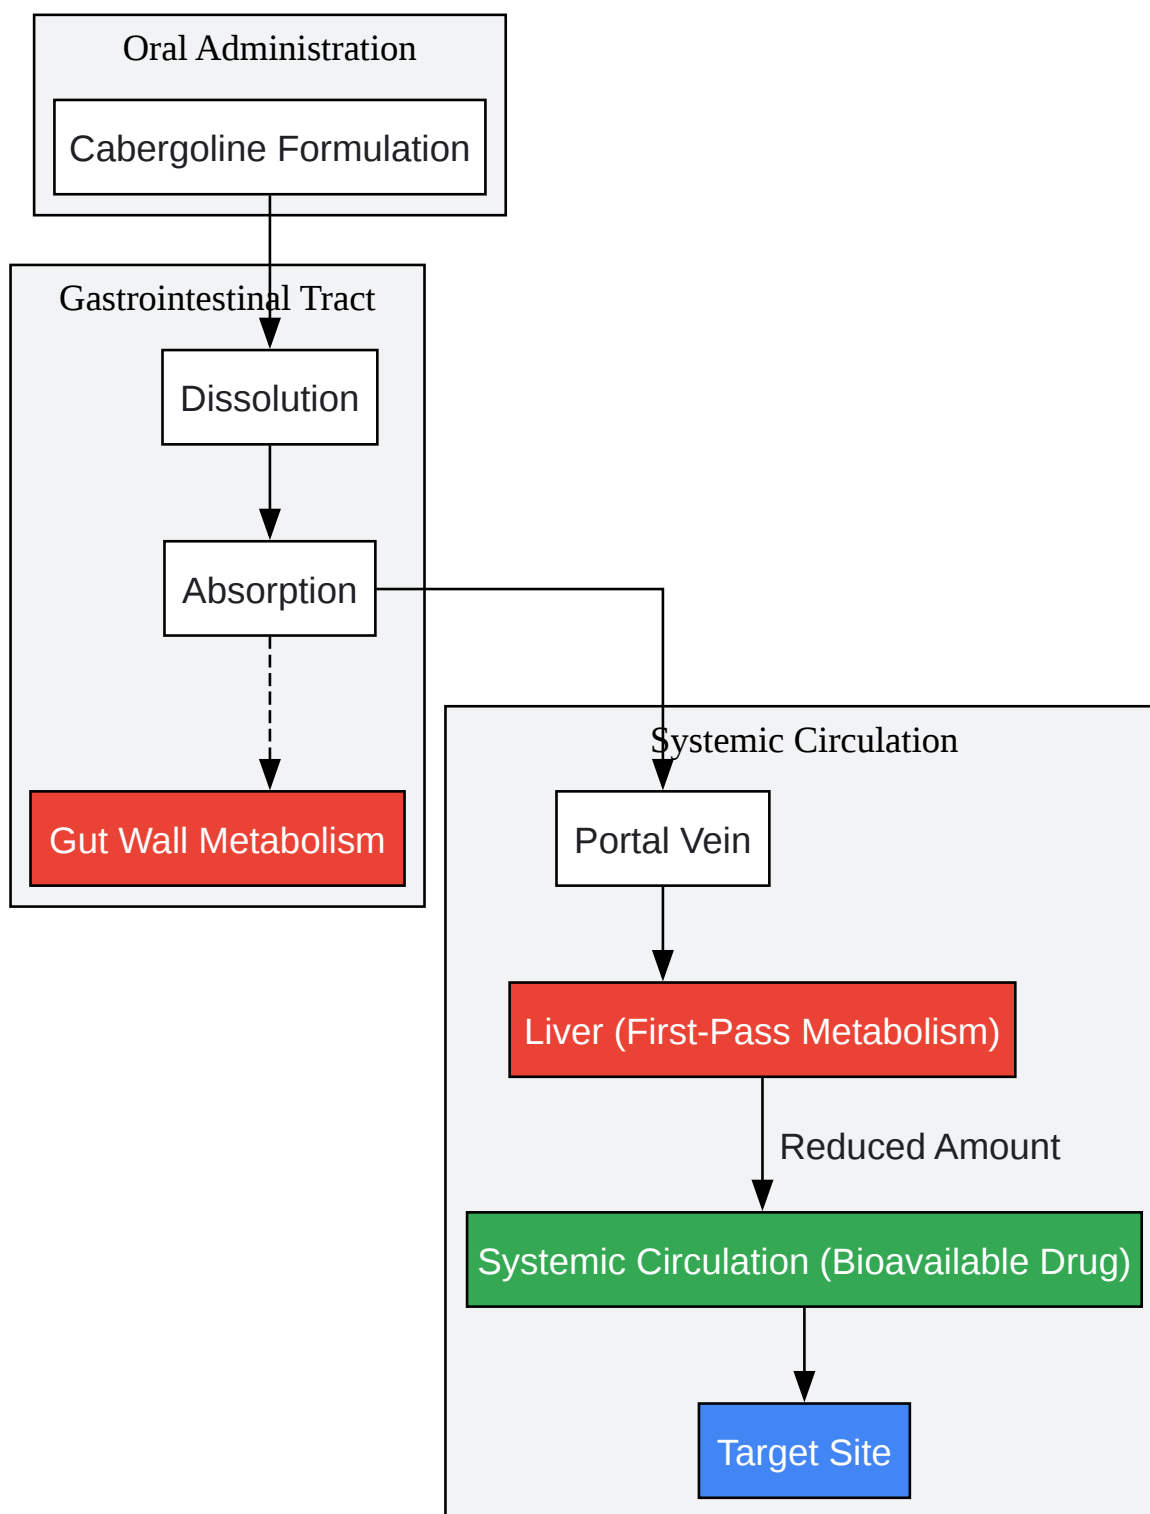 Oral Administration
Cabergoline Formulation
Gastrointestinal Tract
Dissolution
Absorption
Gut Wall Metabolism
Systemic Circulation
Portal Vein
Liver (First-Pass Metabolism)
Reduced Amount
Systemic Circulation (Bioavailable Drug)
Target Site